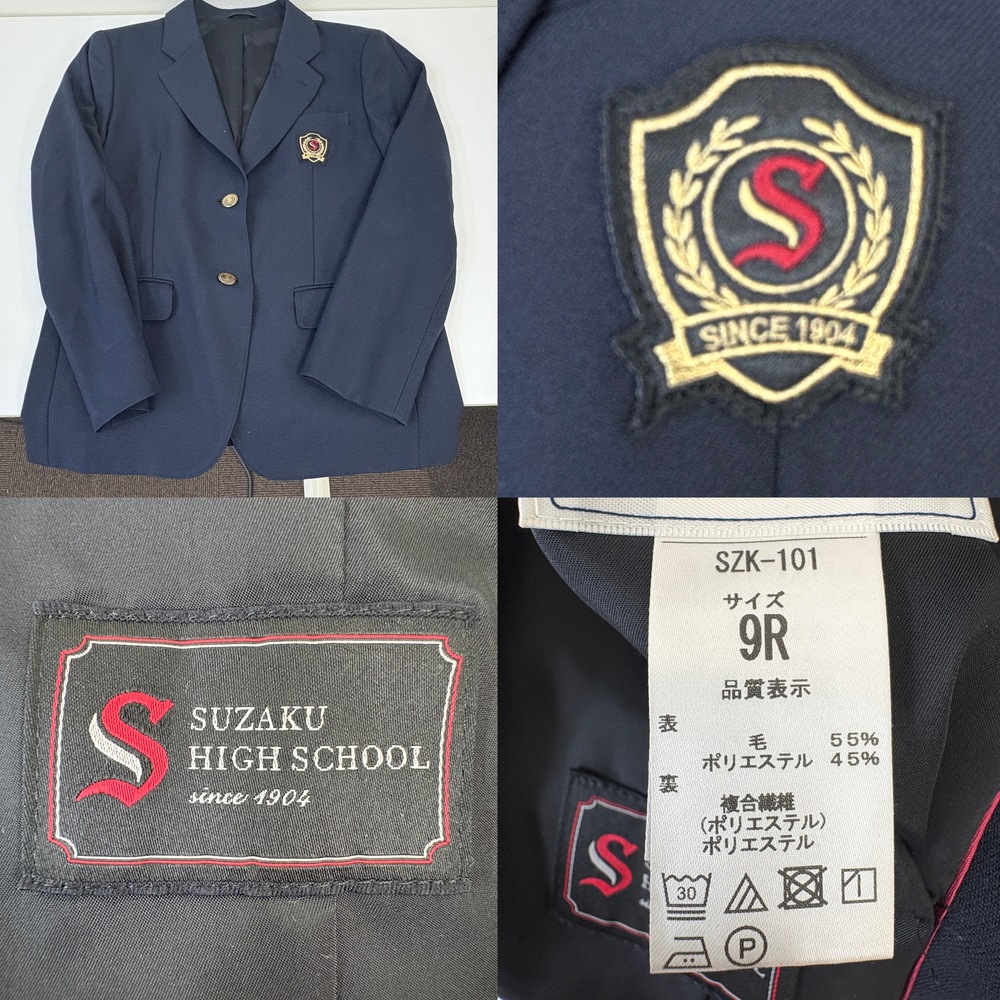 S
SINCE 1904
S
SUZAKU
HIGH SCHOOL
since 1904
SZK-101
サイズ
9R
品質表示
表
毛 55%
ポリエステル 45%
裏
複合繊維
(ポリエステル)
ポリエステル
30
P
S